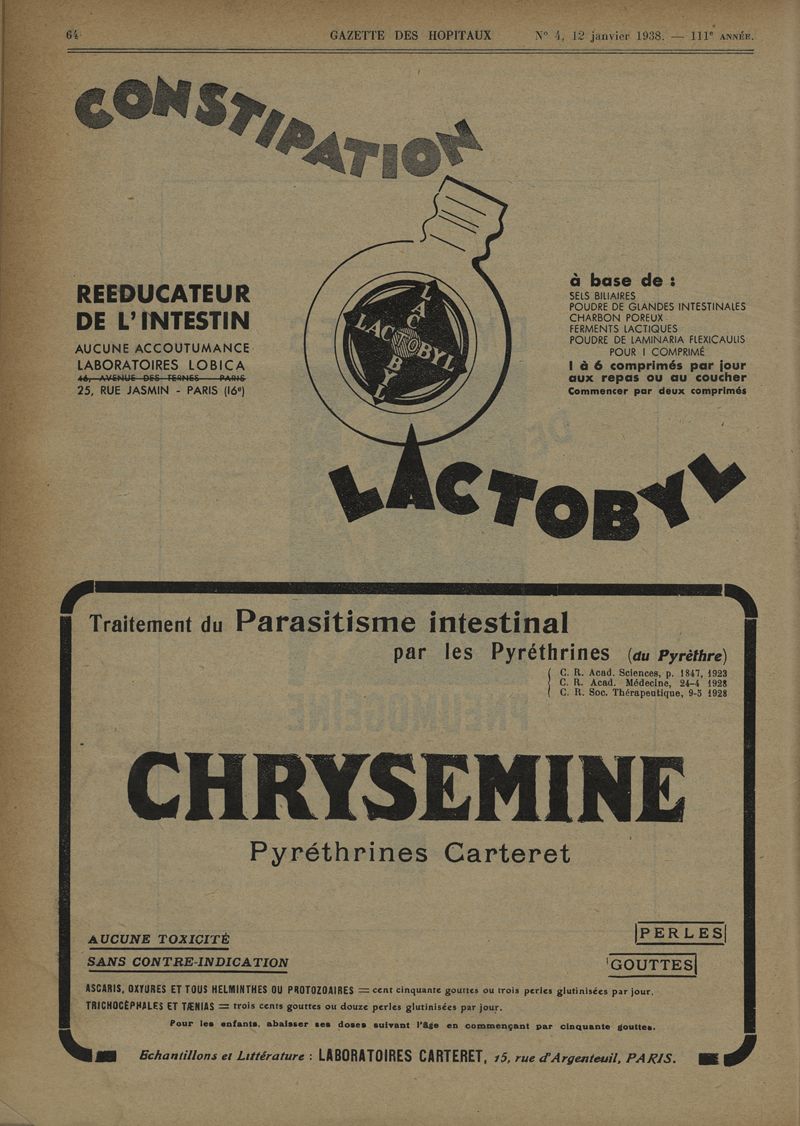 64
GAZETTE DES HOPITAUX
N° 4, 12 janvier 1938. — 111e ANNÉE.
CONSTIPATION
REEDUCATEUR
DE L'INTESTIN
AUCUNE ACCOUTUMANCE
LABORATOIRES LOBICA
46, AVENUE DES TERNES - PARIS
25, RUE JASMIN - PARIS (16e)
LACTOBYL
LACTOBYL
à base de :
SELS BILIAIRES
POUDRE DE GLANDES INTESTINALES
CHARBON POREUX
FERMENTS LACTIQUES
POUDRE DE LAMINARIA FLEXICAULIS
POUR 1 COMPRIMÉ
1 à 6 comprimés par jour
aux repas ou au coucher
Commencer par deux comprimés
LACTOBYL
Traitement du Parasitisme intestinal
par les Pyréthrines (du Pyrèthre)
C. R. Acad. Sciences, p. 1847, 1923
C. R. Acad. Médecine, 24-4 1928
C. R. Soc. Thérapeutique, 9-5 1928
CHRYSEMINE
Pyréthrines Carteret
AUCUNE TOXICITÉ
PERLES
SANS CONTRE-INDICATION
GOUTTES
ASCARIS, OXYURES ET TOUS HELMINTHES OU PROTOZOAIRES = cent cinquante gouttes ou trois perles glutinisées par jour.
TRICHOCÉPHALES ET TÆNIAS = trois cents gouttes ou douze perles glutinisées par jour.
Pour les enfants, abaisser ses doses suivant l'âge en commençant par cinquante gouttes.
Echantillons et Littérature : LABORATOIRES CARTERET, 15, rue d'Argenteuil, PARIS.